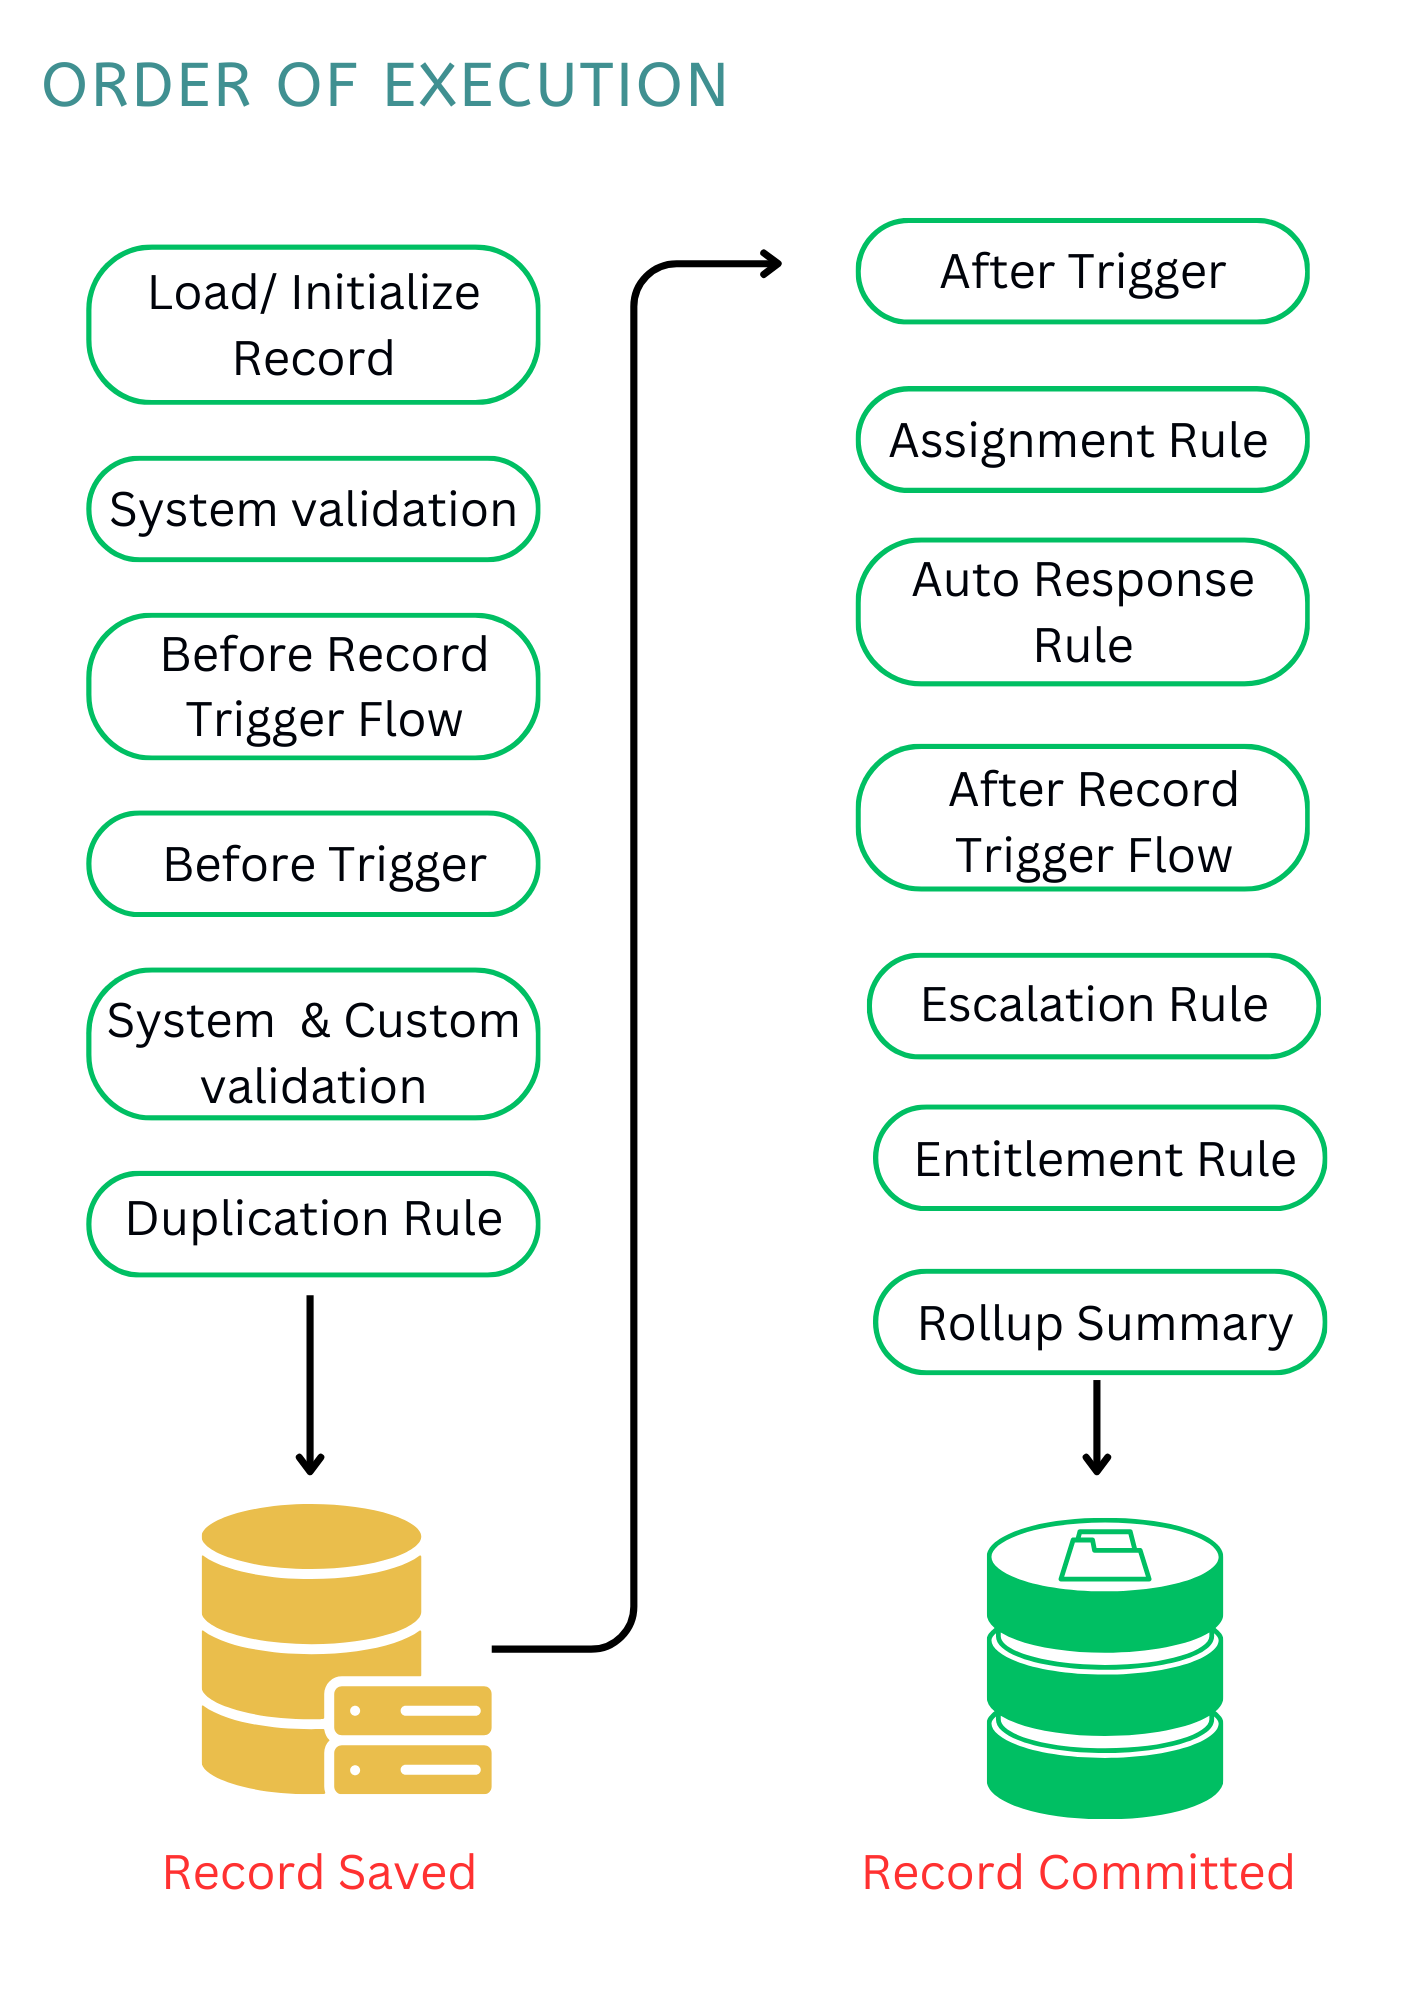 ORDER OF EXECUTION
Load/ Initialize
Record
System validation
Before Record
Trigger Flow
Before Trigger
System & Custom
validation
Duplication Rule
Record Saved
After Trigger
Assignment Rule
Auto Response
Rule
After Record
Trigger Flow
Escalation Rule
Entitlement Rule
Rollup Summary
Record Committed